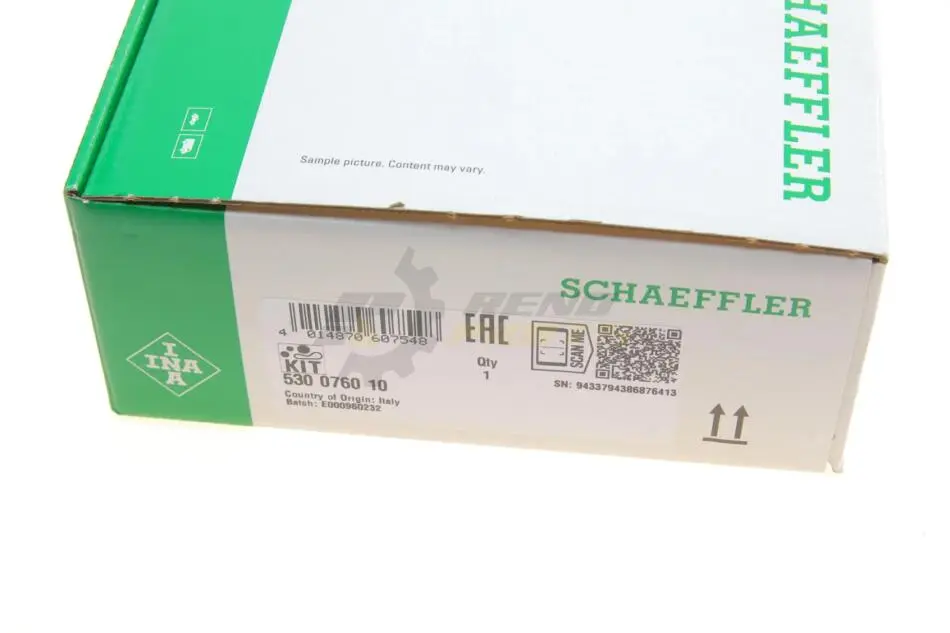 SCHAEFFLER
Sample picture. Content may vary.
SCHAEFFLER
INA
INA
4 014870 607548
EAC
SCAN ME
KIT
Qty
1
530 0760 10
SN: 9433794386876413
Country of Origin: Italy
Batch: E000960232